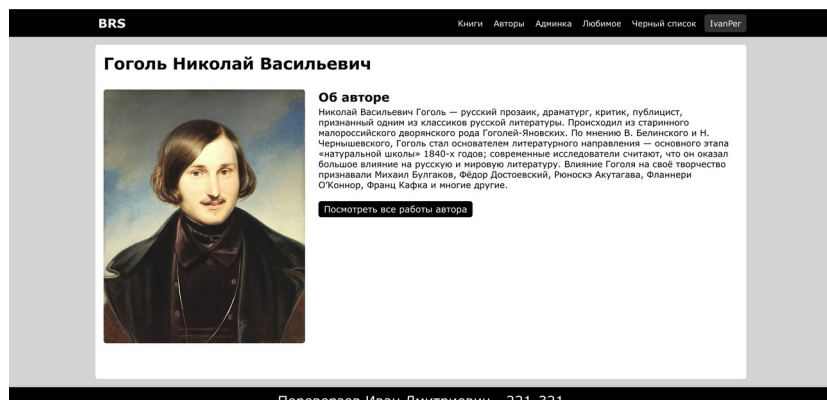 BRS
Книги Авторы Админка Любимое Черный список IvanPer
Гоголь Николай Васильевич
Об авторе
Николай Васильевич Гоголь — русский прозаик, драматург, критик, публицист,
признанный одним из классиков русской литературы. Происходил из старинного
малороссийского дворянского рода Гоголей-Яновских. По мнению В. Белинского и Н.
Чернышевского, Гоголь стал основателем литературного направления — основного этапа
«натуральной школы» 1840-х годов; современные исследователи считают, что он оказал
большое влияние на русскую и мировую литературу. Влияние Гоголя на своё творчество
признавали Михаил Булгаков, Фёдор Достоевский, Рюноскэ Акутагава, Фланнери
О’Коннор, Франц Кафка и многие другие.
Посмотреть все работы автора
Иван Дмитриевич 221-321